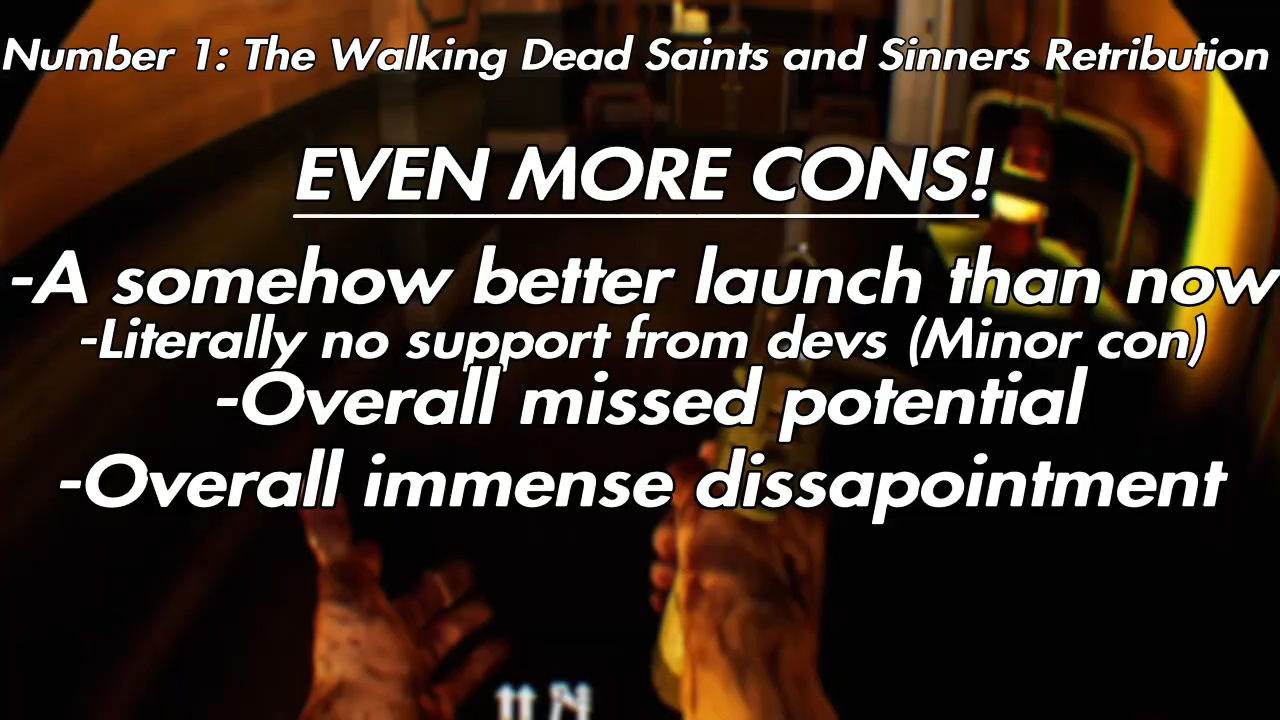 Number 1: The Walking Dead Saints and Sinners Retribution
EVEN MORE CONS!
-A somehow better launch than now
-Literally no support from devs (Minor con)
-Overall missed potential
-Overall immense dissapointment